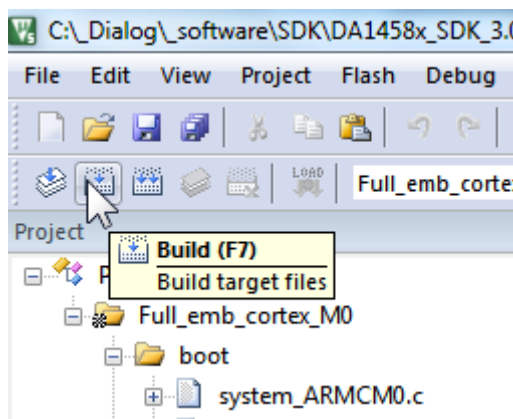 C:\_Dialog\_software\SDK\DA1458x_SDK_3.0
File Edit View Project Flash Debug
LOAD Full_emb_corte
Project
Build (F7)
Build target files
Full_emb_cortex_M0
boot
system_ARMCM0.c